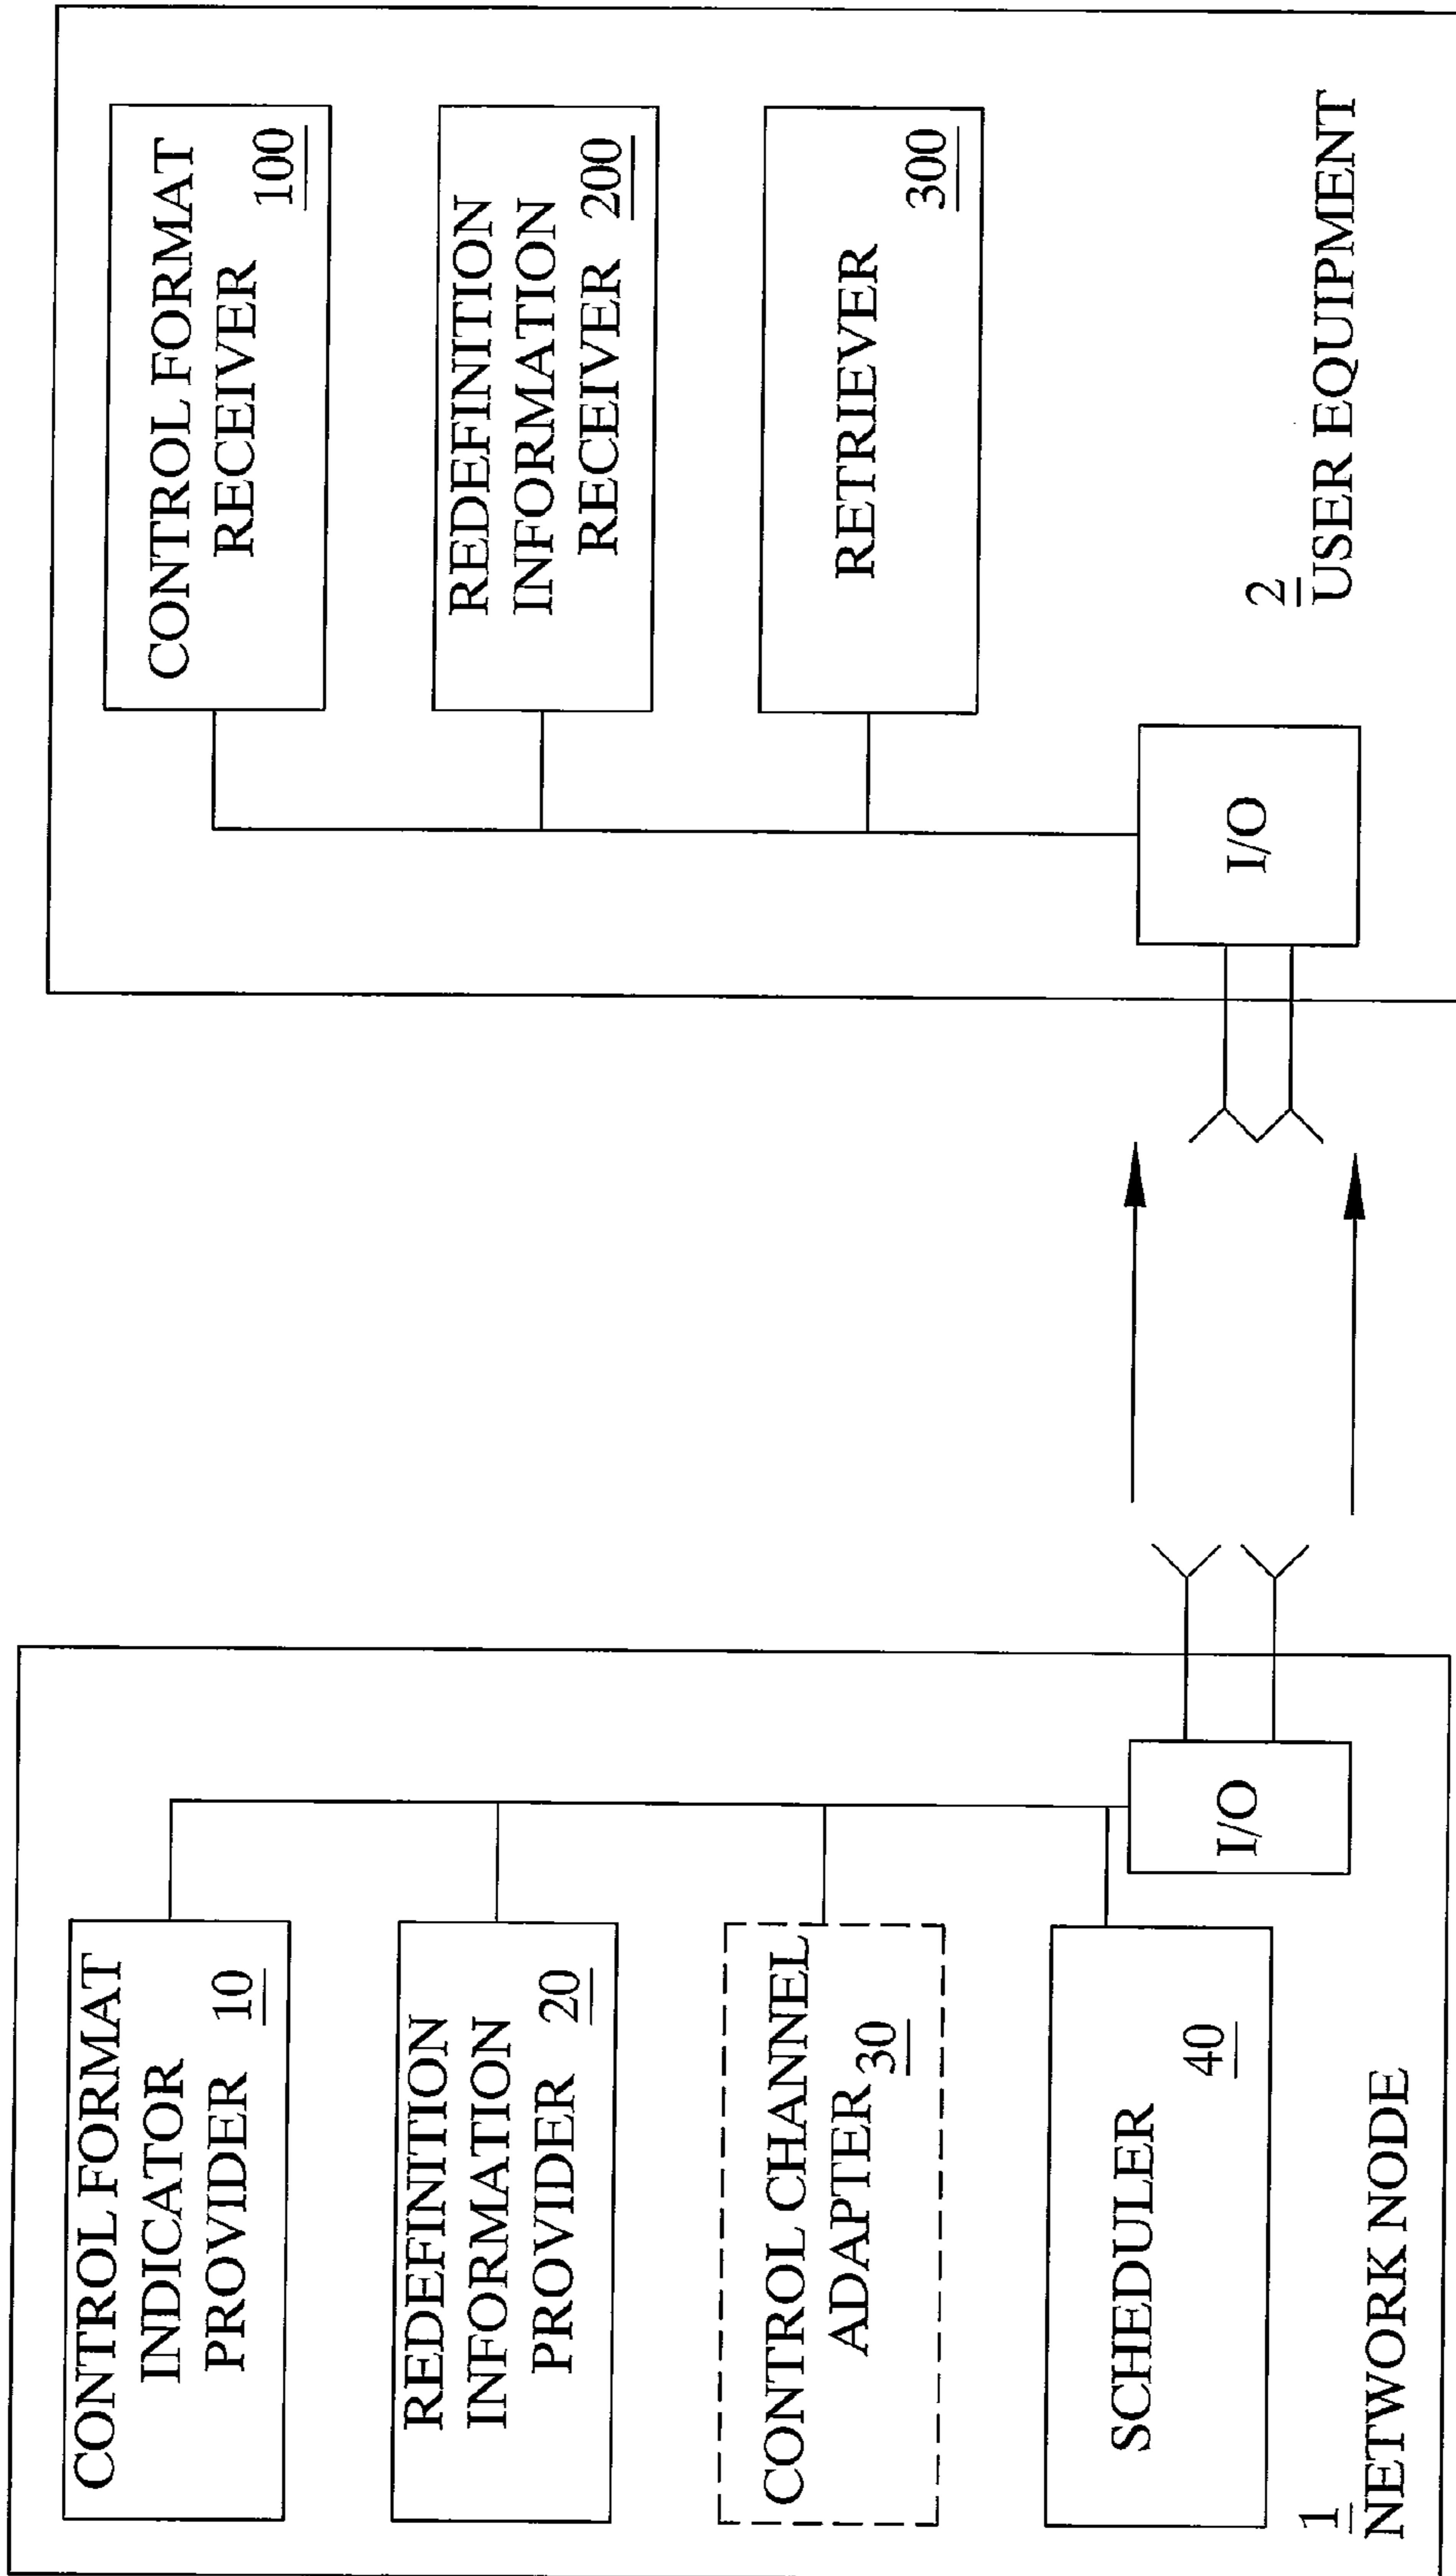 CONTROL FORMAT
INDICATOR
PROVIDER 10
REDEFINITION
INFORMATION
PROVIDER 20
CONTROL CHANNEL
ADAPTER 30
SCHEDULER
40
I/O
1
NETWORK NODE
CONTROL FORMAT
RECEIVER 100
REDEFINITION
INFORMATION
RECEIVER 200
RETRIEVER 300
I/O
2
USER EQUIPMENT